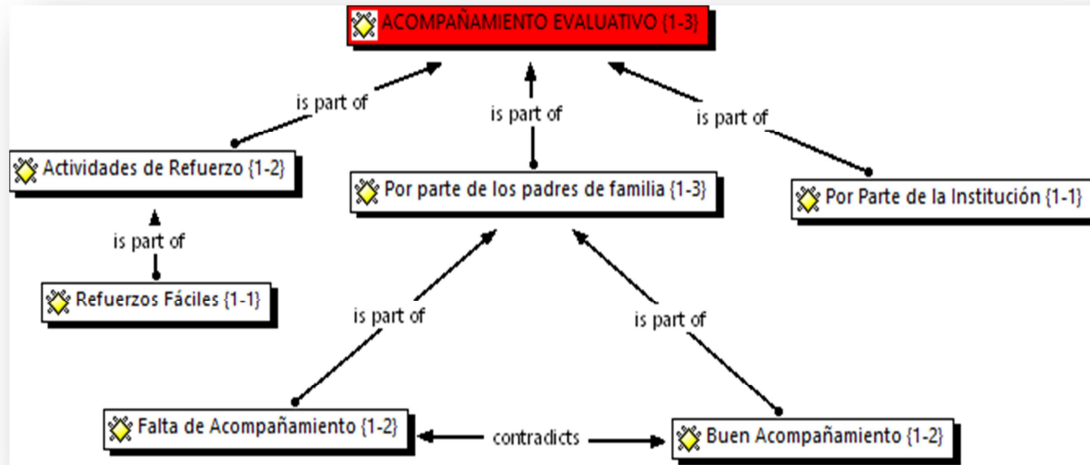 ACOMPAÑAMIENTO EVALUATIVO {1-3}
is part of
is part of
is part of
Actividades de Refuerzo {1-2}
Por parte de los padres de familia {1-3}
Por Parte de la Institución {1-1}
is part of
Refuerzos Fáciles {1-1}
is part of
is part of
Falta de Acompañamiento {1-2}
contradicts
Buen Acompañamiento {1-2}